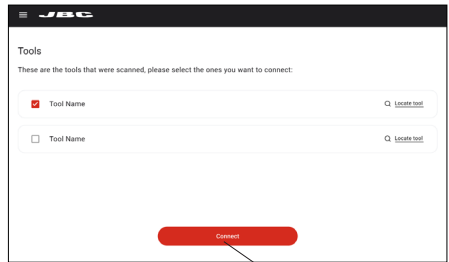 JBC
Tools
These are the tools that were scanned, please select the ones you want to connect:
Tool Name Locate tool
Tool Name Locate tool
Connect